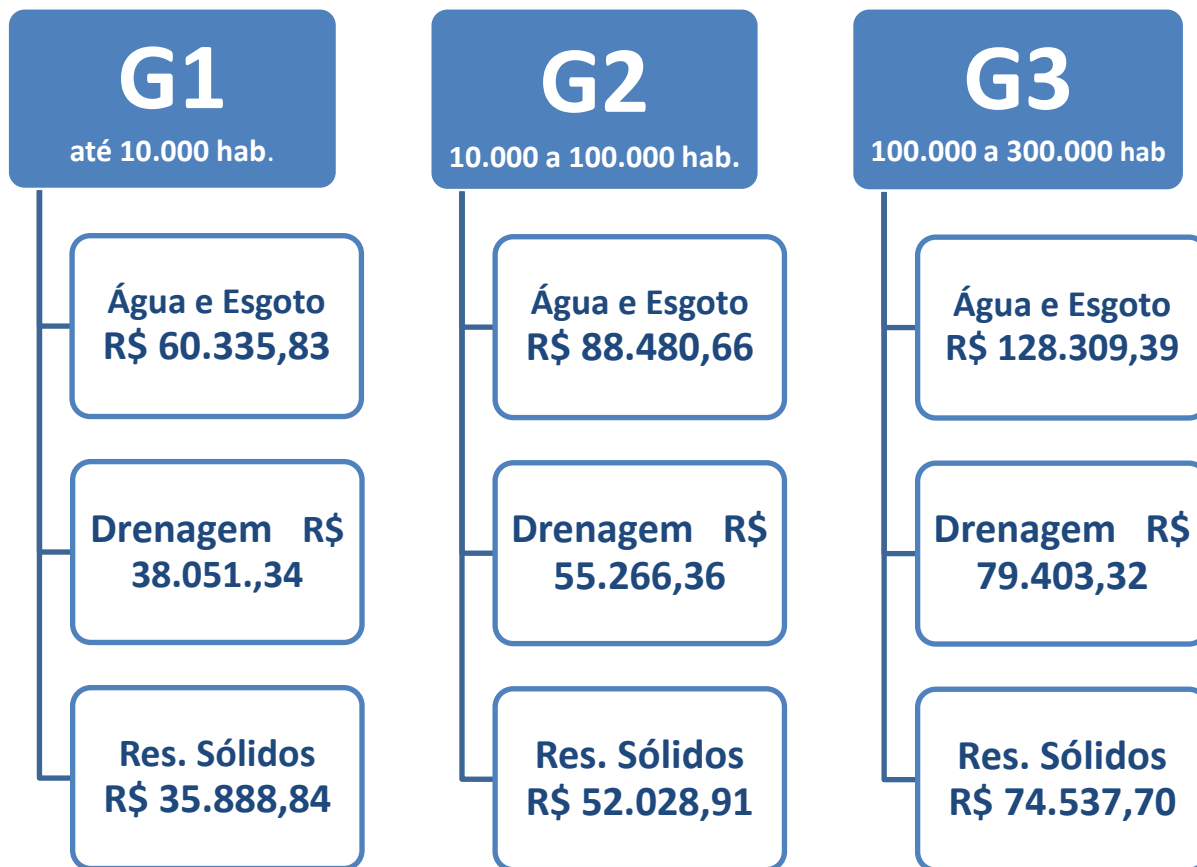 G1
até 10.000 hab.
Água e Esgoto
R$ 60.335,83
Drenagem R$
38.051.,34
Res. Sólidos
R$ 35.888,84
G2
10.000 a 100.000 hab.
Água e Esgoto
R$ 88.480,66
Drenagem R$
55.266,36
Res. Sólidos
R$ 52.028,91
G3
100.000 a 300.000 hab
Água e Esgoto
R$ 128.309,39
Drenagem R$
79.403,32
Res. Sólidos
R$ 74.537,70